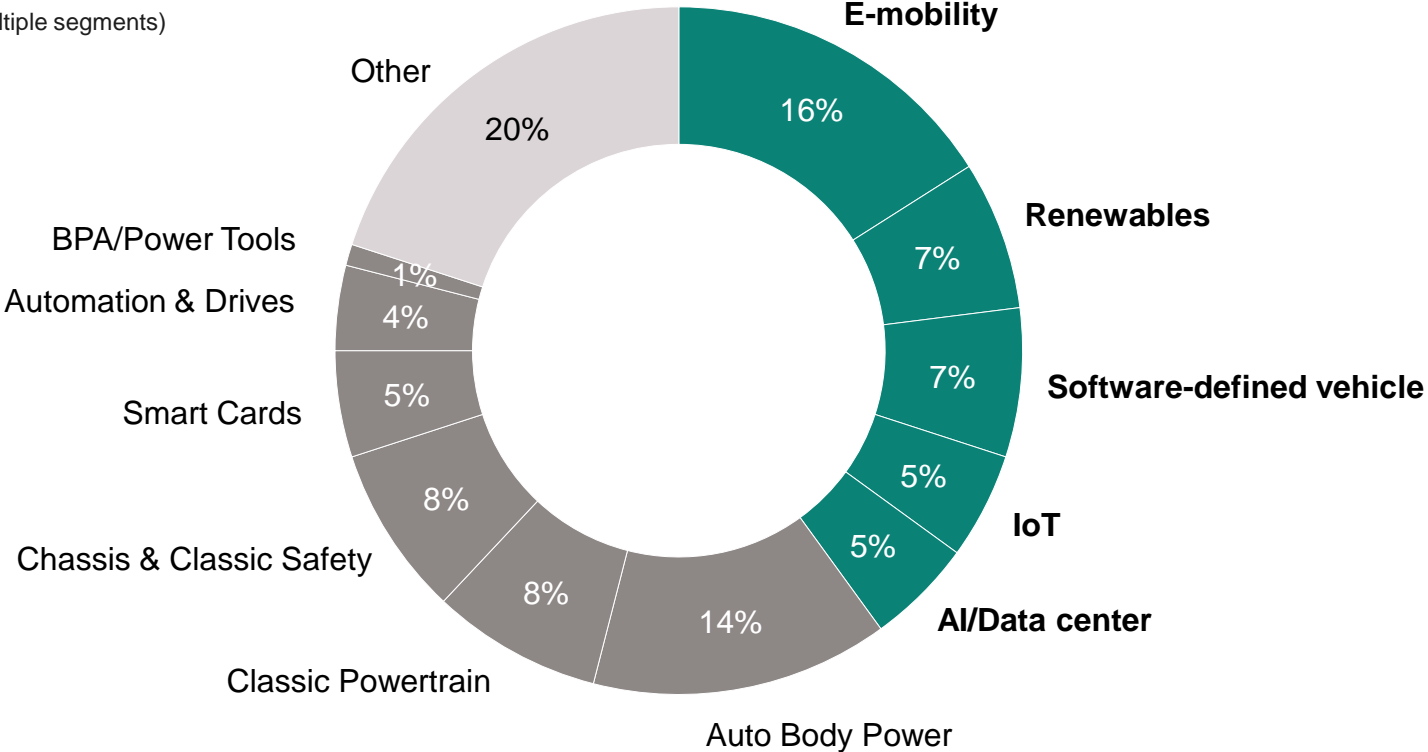 E-mobility
ltiple segments)
Other
16%
20%
Renewables
BPA/Power Tools
7%
1%
Automation & Drives
4%
7%
Software-defined vehicle
5%
Smart Cards
5%
8%
IoT
5%
Chassis & Classic Safety
8%
14%
AI/Data center
Classic Powertrain
Auto Body Power